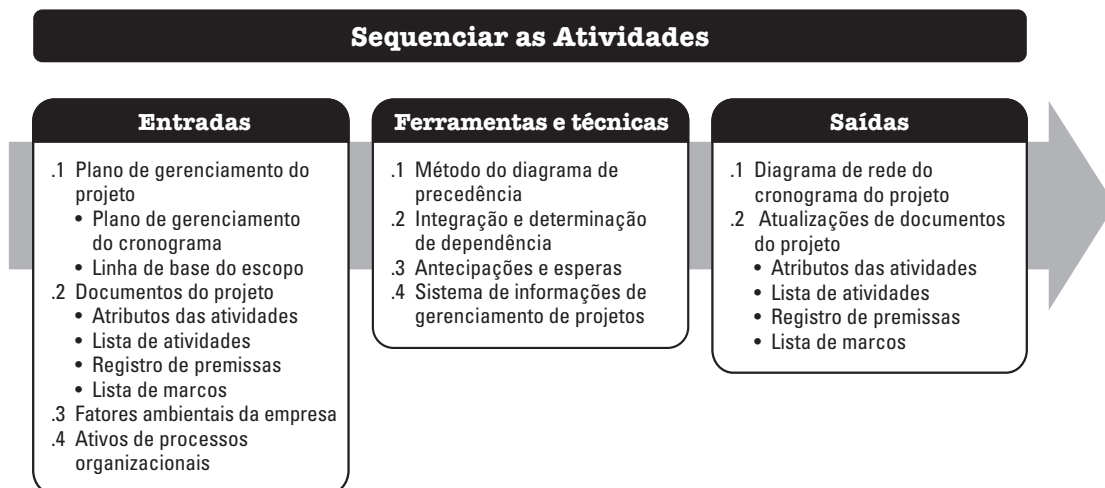 Sequenciar as Atividades
Entradas
.1 Plano de gerenciamento do
projeto
• Plano de gerenciamento
do cronograma
• Linha de base do escopo
.2 Documentos do projeto
• Atributos das atividades
• Lista de atividades
• Registro de premissas
• Lista de marcos
.3 Fatores ambientais da empresa
.4 Ativos de processos
organizacionais
Ferramentas e técnicas
.1 Método do diagrama de
precedência
.2 Integração e determinação
de dependência
.3 Antecipações e esperas
.4 Sistema de informações de
gerenciamento de projetos
Saídas
.1 Diagrama de rede do
cronograma do projeto
.2 Atualizações de documentos
do projeto
• Atributos das atividades
• Lista de atividades
• Registro de premissas
• Lista de marcos